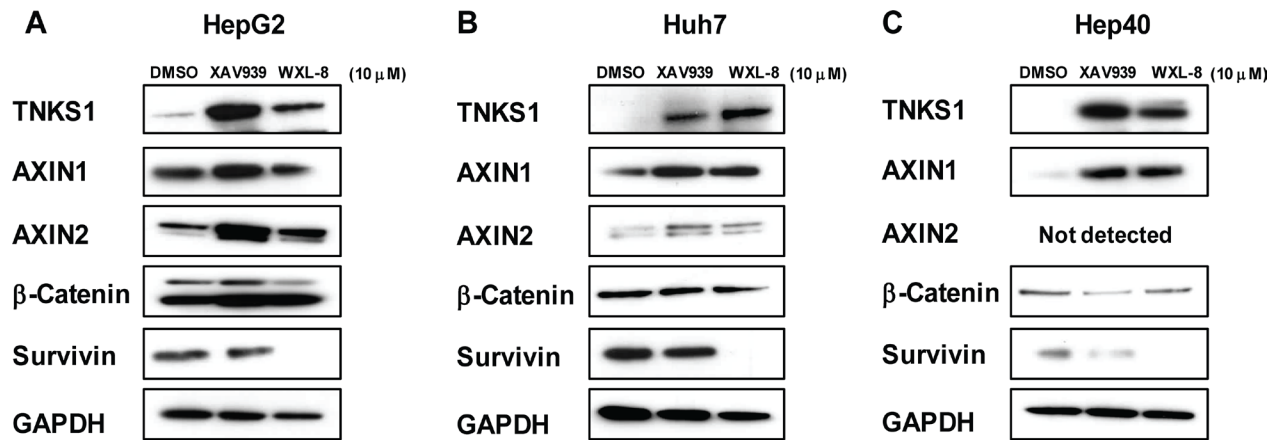 A HepG2
DMSO XAV939 WXL-8 (10 μM)
TNKS1
AXIN1
AXIN2
β-Catenin
Survivin
GAPDH
B Huh7
DMSO XAV939 WXL-8 (10 μM)
TNKS1
AXIN1
AXIN2
β-Catenin
Survivin
GAPDH
C Hep40
DMSO XAV939 WXL-8 (10 μM)
TNKS1
AXIN1
AXIN2 Not detected
β-Catenin
Survivin
GAPDH